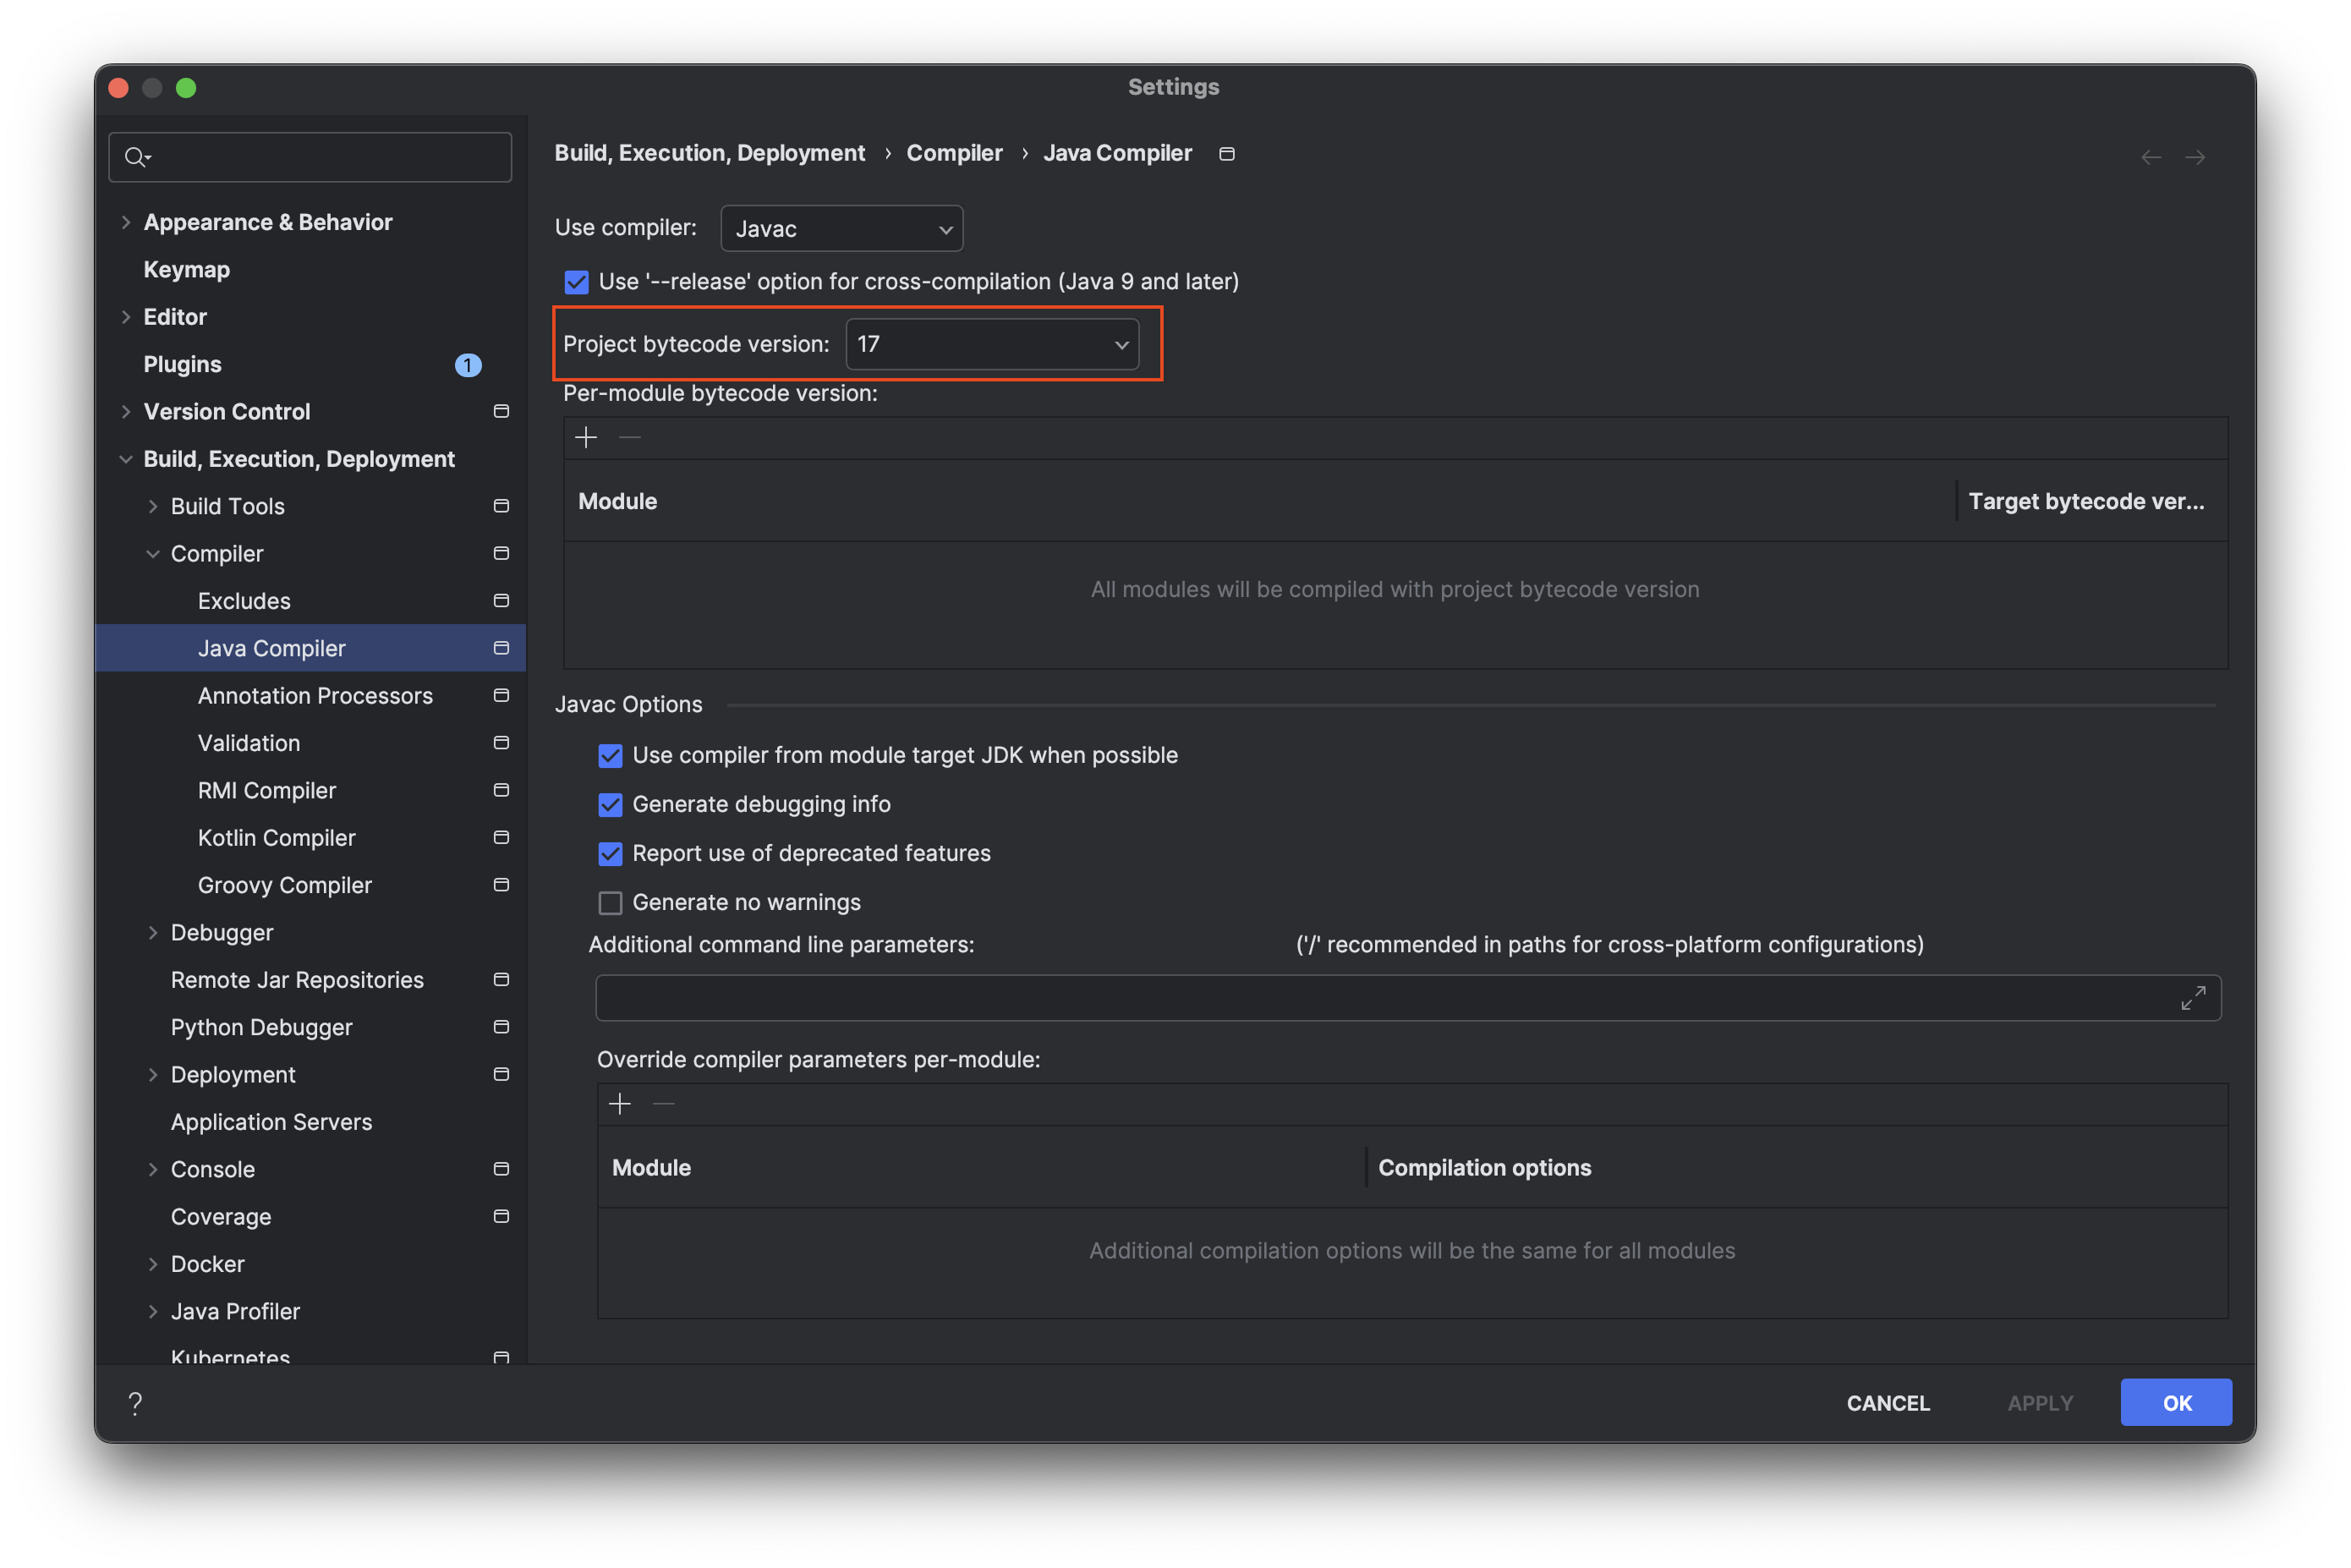 Settings
Appearance & Behavior
Keymap
Editor
Plugins 1
Version Control
Build, Execution, Deployment
Build Tools
Compiler
Excludes
Java Compiler
Annotation Processors
Validation
RMI Compiler
Kotlin Compiler
Groovy Compiler
Debugger
Remote Jar Repositories
Python Debugger
Deployment
Application Servers
Console
Coverage
Docker
Java Profiler
Kubernetes
Build, Execution, Deployment › Compiler › Java Compiler
Use compiler: Javac
Use '--release' option for cross-compilation (Java 9 and later)
Project bytecode version: 17
Per-module bytecode version:
Module Target bytecode ver...
All modules will be compiled with project bytecode version
Javac Options
Use compiler from module target JDK when possible
Generate debugging info
Report use of deprecated features
Generate no warnings
Additional command line parameters: ('/' recommended in paths for cross-platform configurations)
Override compiler parameters per-module:
Module Compilation options
Additional compilation options will be the same for all modules
? CANCEL APPLY OK